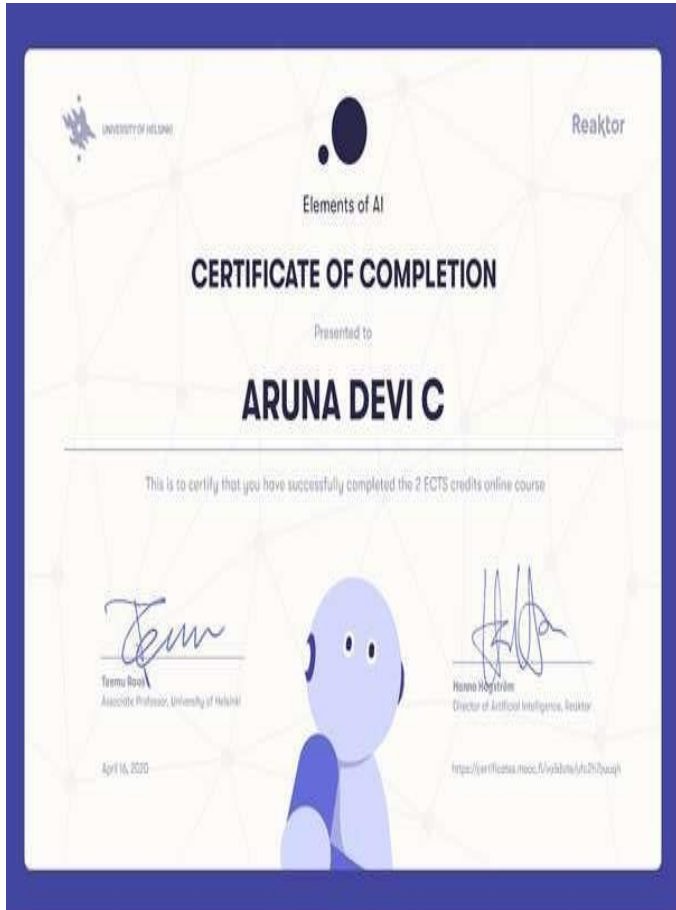 UNIVERSITY OF HELSINKI
Reaktor
Elements of AI
CERTIFICATE OF COMPLETION
Presented to
ARUNA DEVI C
This is to certify that you have successfully completed the 2 ECTS credits online course
Teemu Roos
Associate Professor, University of Helsinki
Hanna Hagström
Director of Artificial Intelligence, Reaktor
April 16, 2020